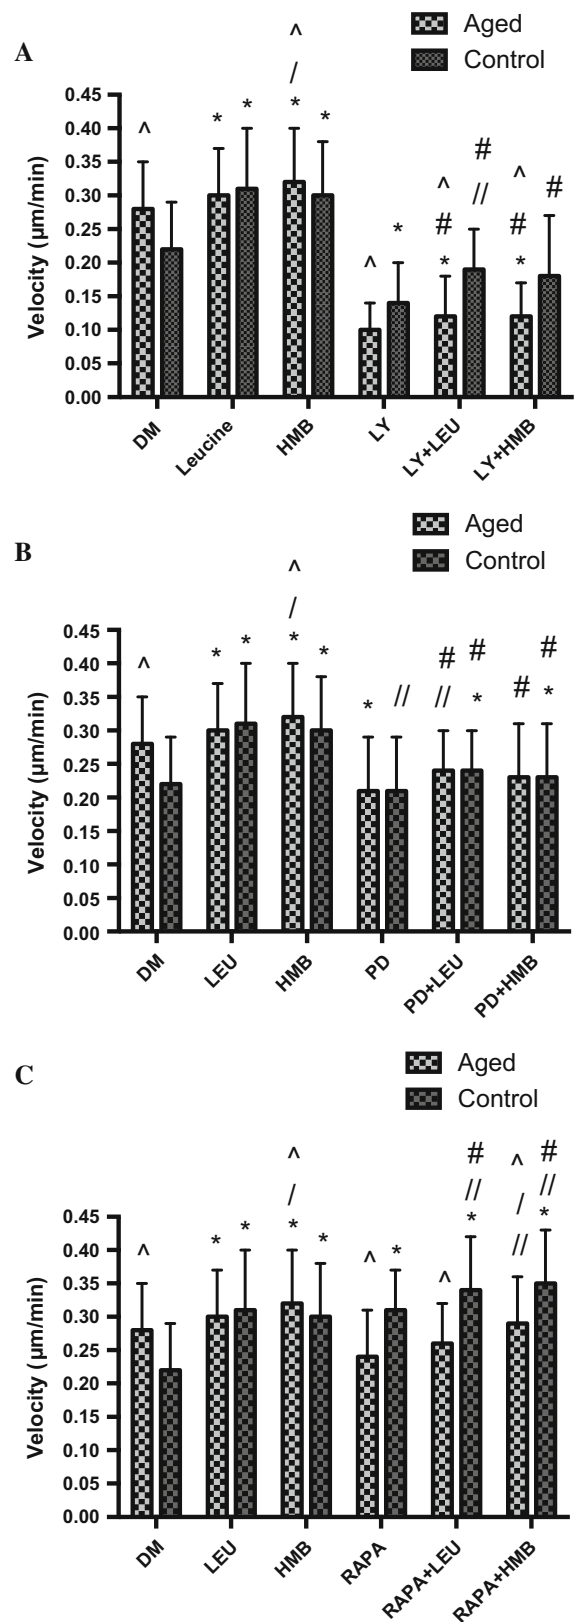 A
Aged
Control
^
/
^ * * * * # #
^ // ^ #
* # #
^ * *
Velocity (µm/min)
0.45
0.40
0.35
0.30
0.25
0.20
0.15
0.10
0.05
0.00
DM Leucine HMB LY LY+LEU LY+HMB
B
Aged
Control
^
/
^ * * * * * // # # # #
// * *
Velocity (µm/min)
0.45
0.40
0.35
0.30
0.25
0.20
0.15
0.10
0.05
0.00
DM LEU HMB PD PD+LEU PD+HMB
C
Aged
Control
^ # ^ #
/ // / //
^ * * * * ^ * ^ * // *
Velocity (µm/min)
0.45
0.40
0.35
0.30
0.25
0.20
0.15
0.10
0.05
0.00
DM LEU HMB RAPA RAPA+LEU RAPA+HMB